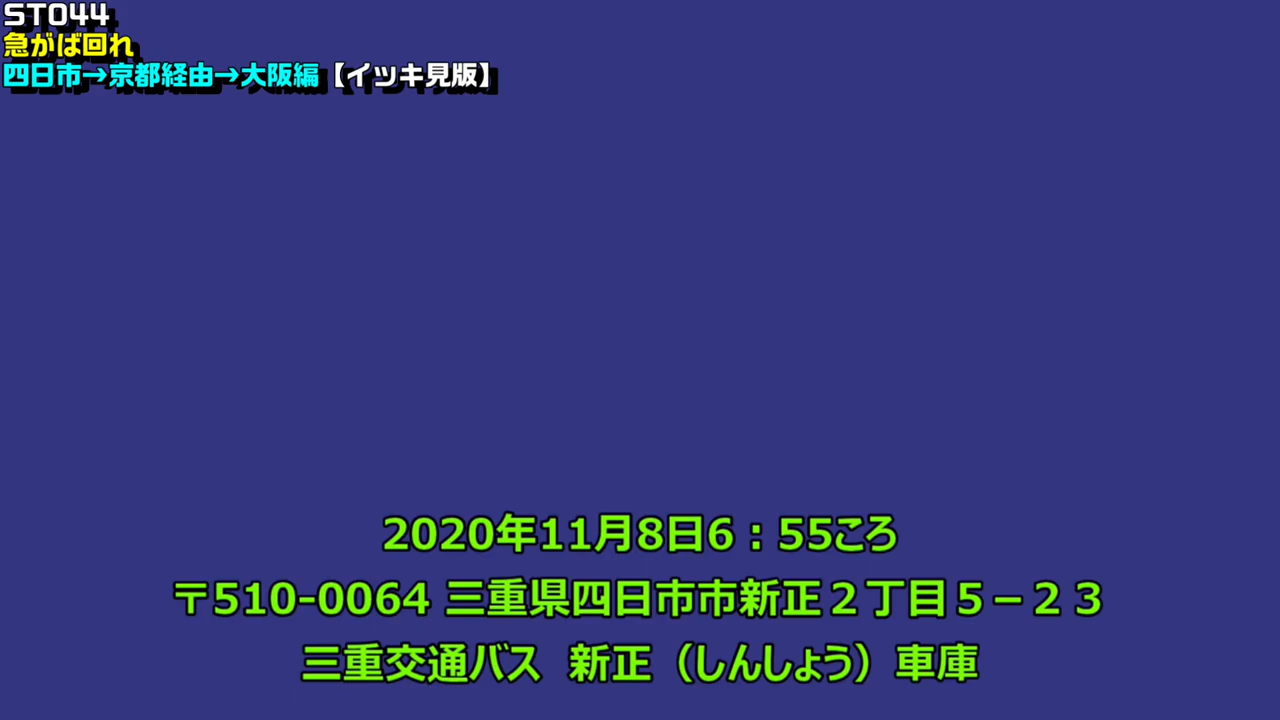 ST044
急がば回れ
四日市→京都経由→大阪編【イツキ見版】
2020年11月8日6：55ころ
〒510-0064 三重県四日市市新正２丁目５−２３
三重交通バス 新正（しんしょう）車庫